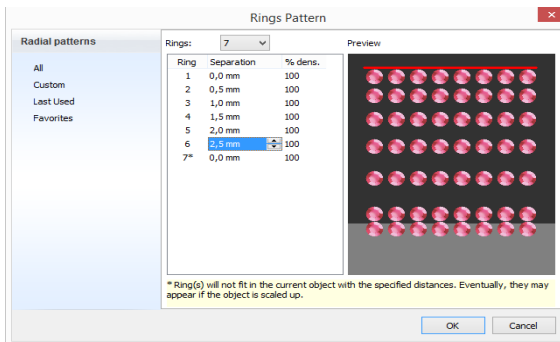 Rings Pattern
Radial patterns
All
Custom
Last Used
Favorites
Rings: 7
Preview
Ring Separation % dens.
1 0,0 mm 100
2 0,5 mm 100
3 1,0 mm 100
4 1,5 mm 100
5 2,0 mm 100
6 2,5 mm 100
7* 0,0 mm 100
* Ring(s) will not fit in the current object with the specified distances. Eventually, they may
appear if the object is scaled up.
OK Cancel